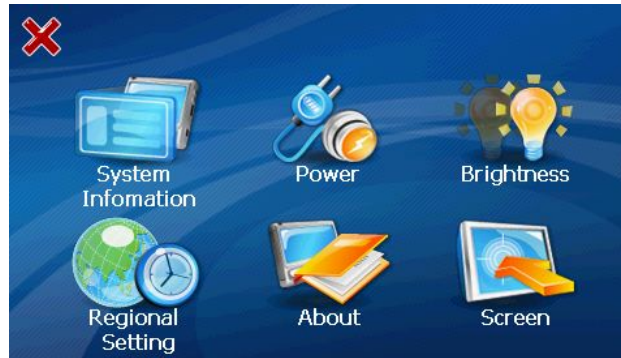 System
Infomation
Power
Brightness
Regional
Setting
About
Screen